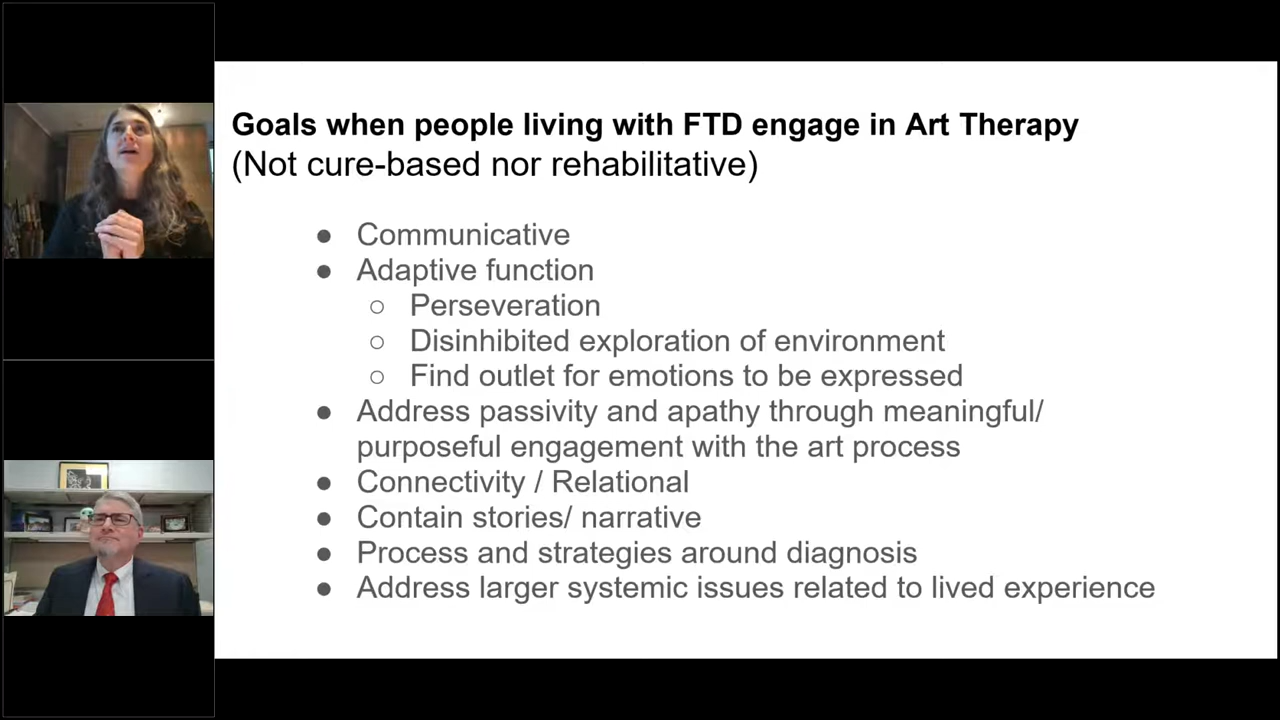 Goals when people living with FTD engage in Art Therapy
(Not cure-based nor rehabilitative)
● Communicative
● Adaptive function
○ Perseveration
○ Disinhibited exploration of environment
○ Find outlet for emotions to be expressed
● Address passivity and apathy through meaningful/
purposeful engagement with the art process
● Connectivity / Relational
● Contain stories/ narrative
● Process and strategies around diagnosis
● Address larger systemic issues related to lived experience